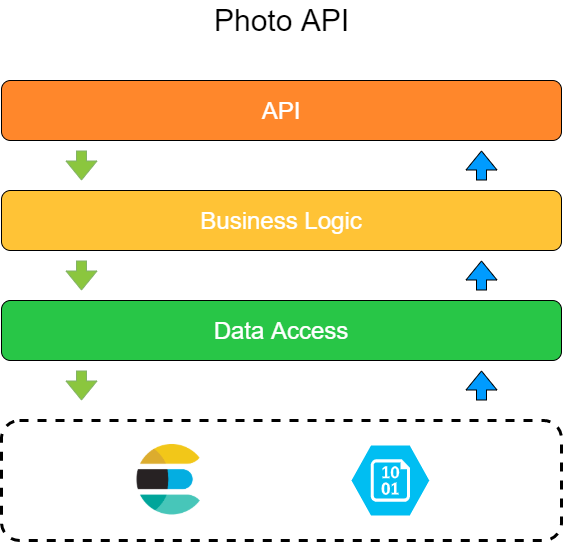 Photo API
API
Business Logic
Data Access
10
01